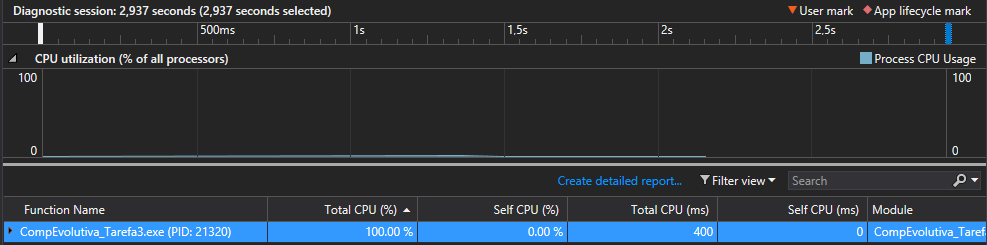 Diagnostic session: 2,937 seconds (2,937 seconds selected) User mark App lifecycle mark
500ms 1s 1,5s 2s 2,5s
CPU utilization (% of all processors) Process CPU Usage
100 100
0 0
Create detailed report... Filter view Search
Function Name Total CPU (%) Self CPU (%) Total CPU (ms) Self CPU (ms) Module
CompEvolutiva_Tarefa3.exe (PID: 21320) 100.00 % 0.00 % 400 0 CompEvolutiva_Taref